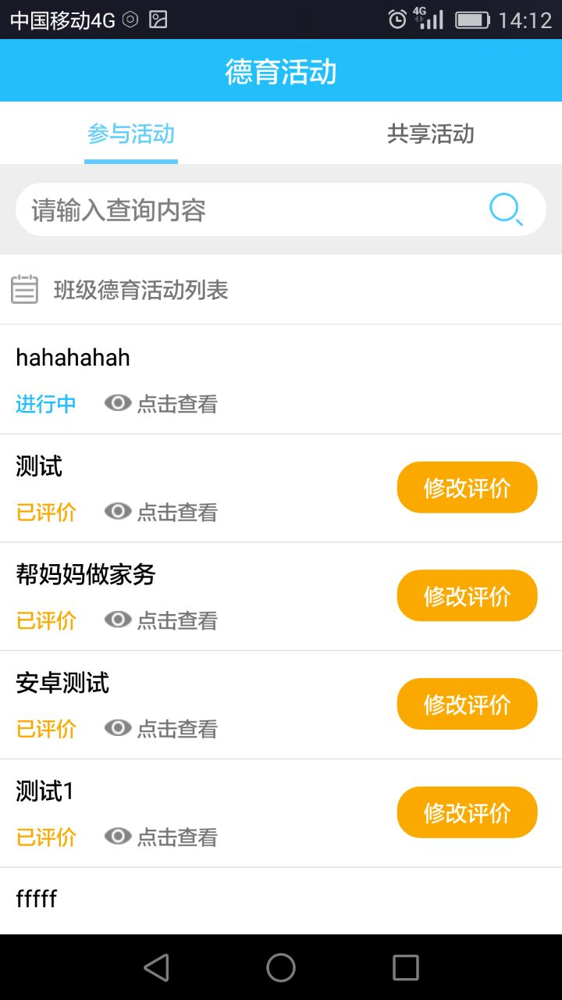 中国移动4G 4G 14:12
德育活动
参与活动 共享活动
请输入查询内容
班级德育活动列表
hahahahah
进行中 点击查看
测试
修改评价
已评价 点击查看
帮妈妈做家务
修改评价
已评价 点击查看
安卓测试
修改评价
已评价 点击查看
测试1
修改评价
已评价 点击查看
fffff